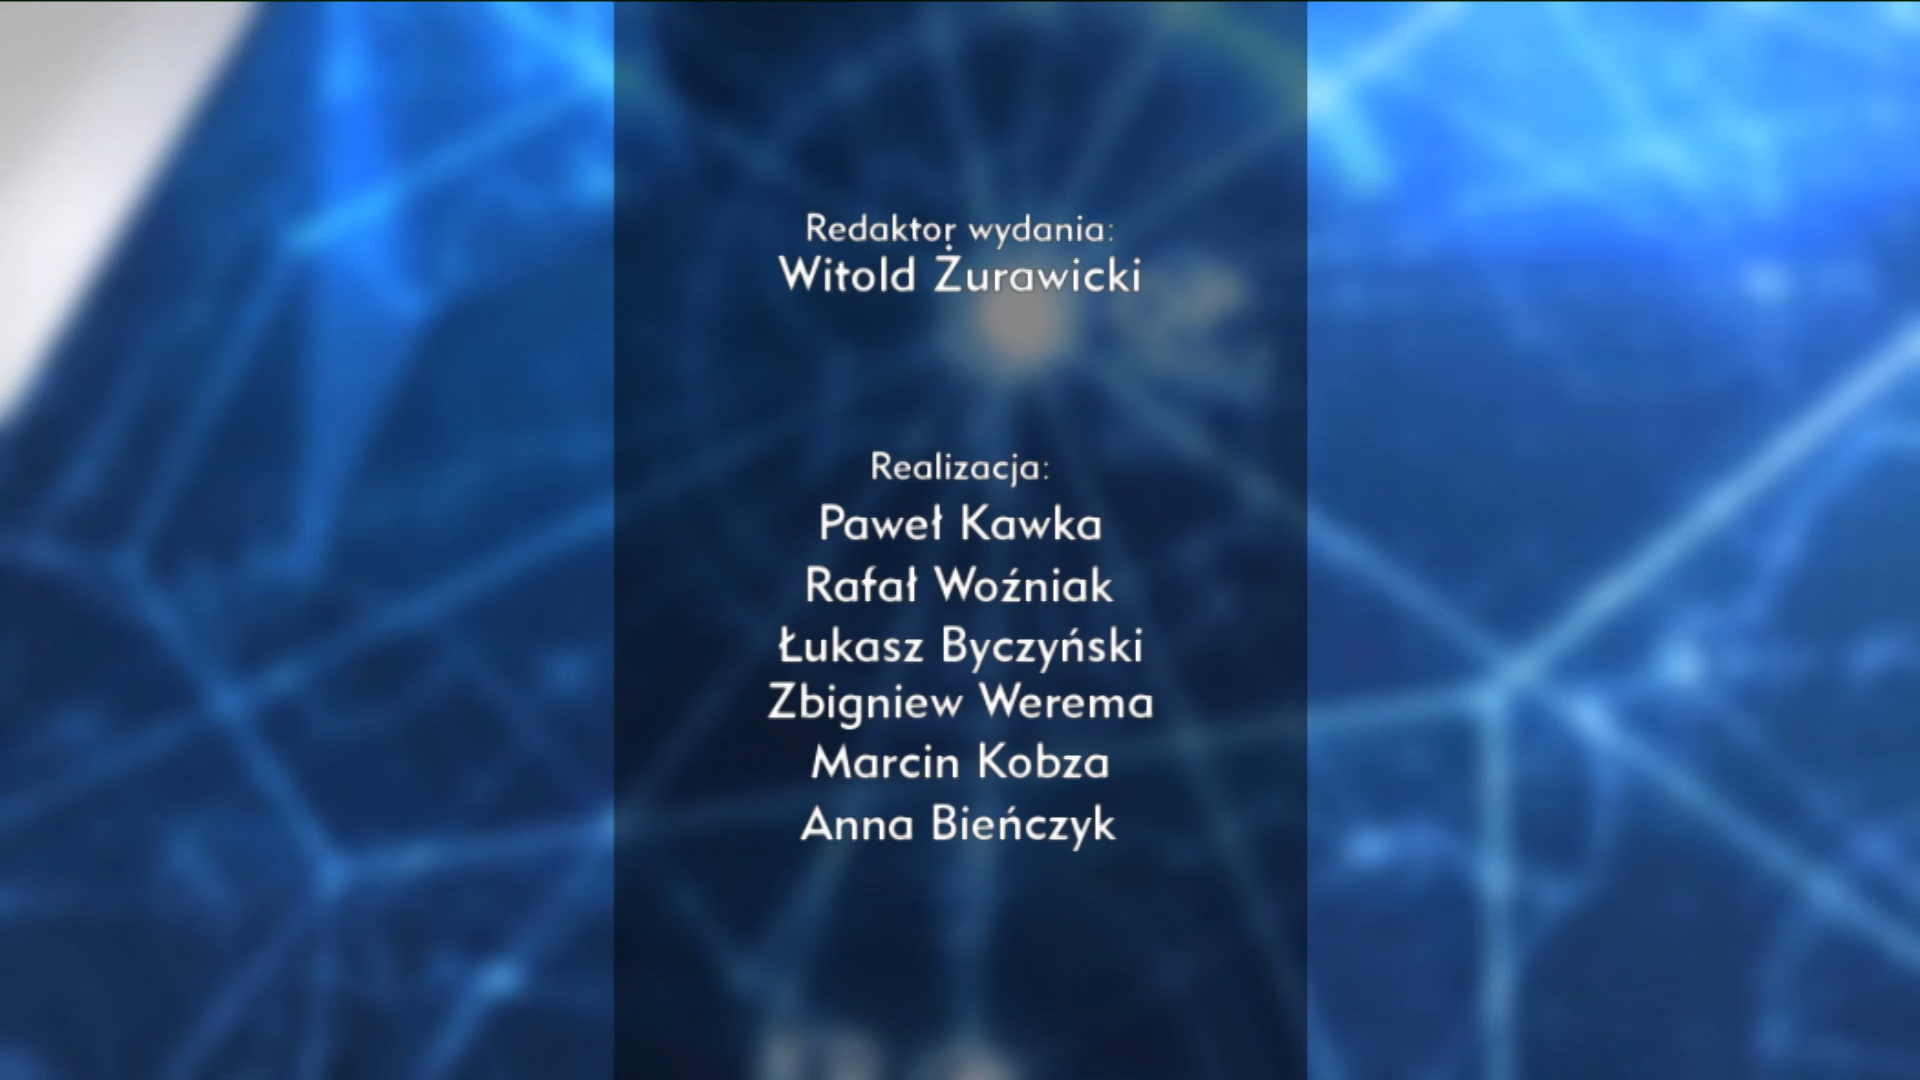 Redaktor wydania:
Witold Żurawicki
Realizacja:
Paweł Kawka
Rafał Woźniak
Łukasz Byczyński
Zbigniew Werema
Marcin Kobza
Anna Bieńczyk